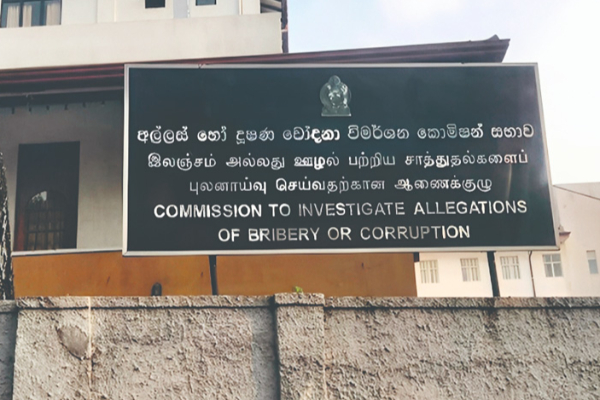 අල්ලස් හෝ දූෂණ චෝදනා විමර්ශන කොමිෂන් සභාව
இலஞ்சம் அல்லது ஊழல் பற்றிய சாத்துதல்களைப்
புலனாய்வு செய்வதற்கான ஆணைக்குழு
COMMISSION TO INVESTIGATE ALLEGATIONS
OF BRIBERY OR CORRUPTION